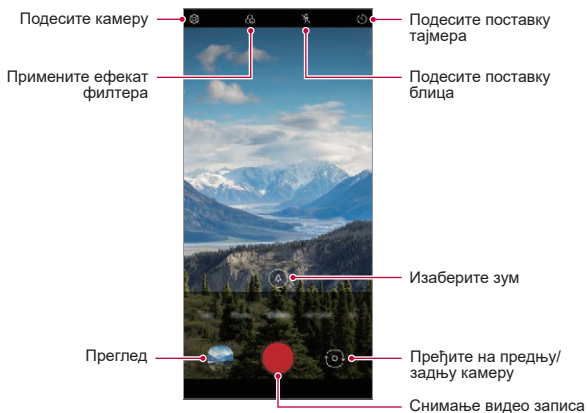 Подесите камеру
Подесите поставку
тајмера
Примените ефекат
филтера
Подесите поставку
блица
Изаберите зум
Преглед
Пређите на предњу/
задњу камеру
Снимање видео записа